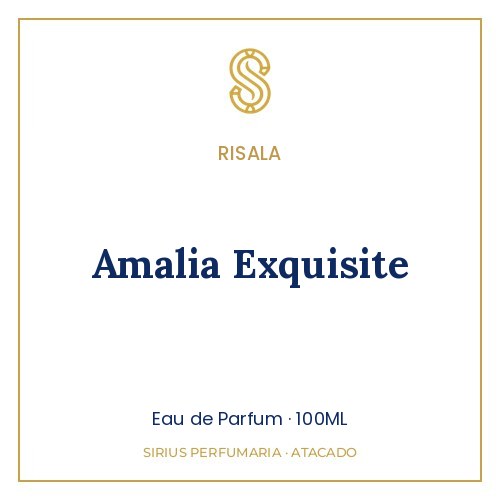 RISALA
Amalia Exquisite
Eau de Parfum · 100ML
SIRIUS PERFUMARIA · ATACADO